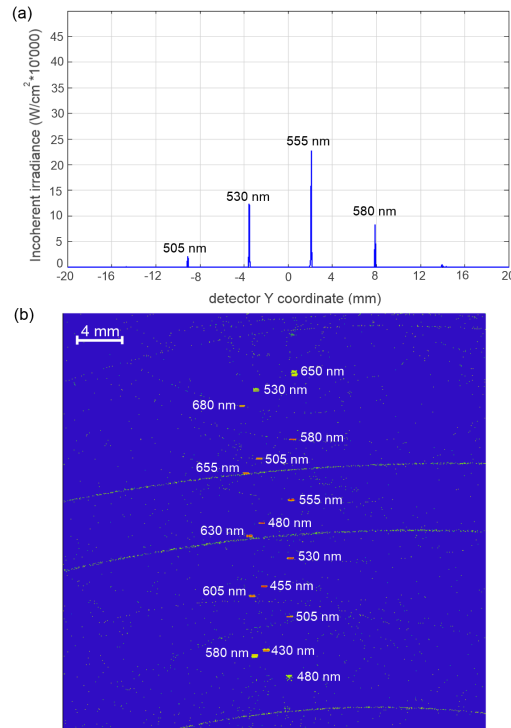 (a)
Incoherent irradiance (W/cm²*10'000)
45
40
35
30
25
20
15
10
5
0
505 nm
530 nm
555 nm
580 nm
-20 -16 -12 -8 -4 0 4 8 12 16 20
detector Y coordinate (mm)
(b)
4 mm
650 nm
530 nm
680 nm
580 nm
505 nm
655 nm
555 nm
480 nm
630 nm
530 nm
455 nm
605 nm
505 nm
580 nm
430 nm
480 nm